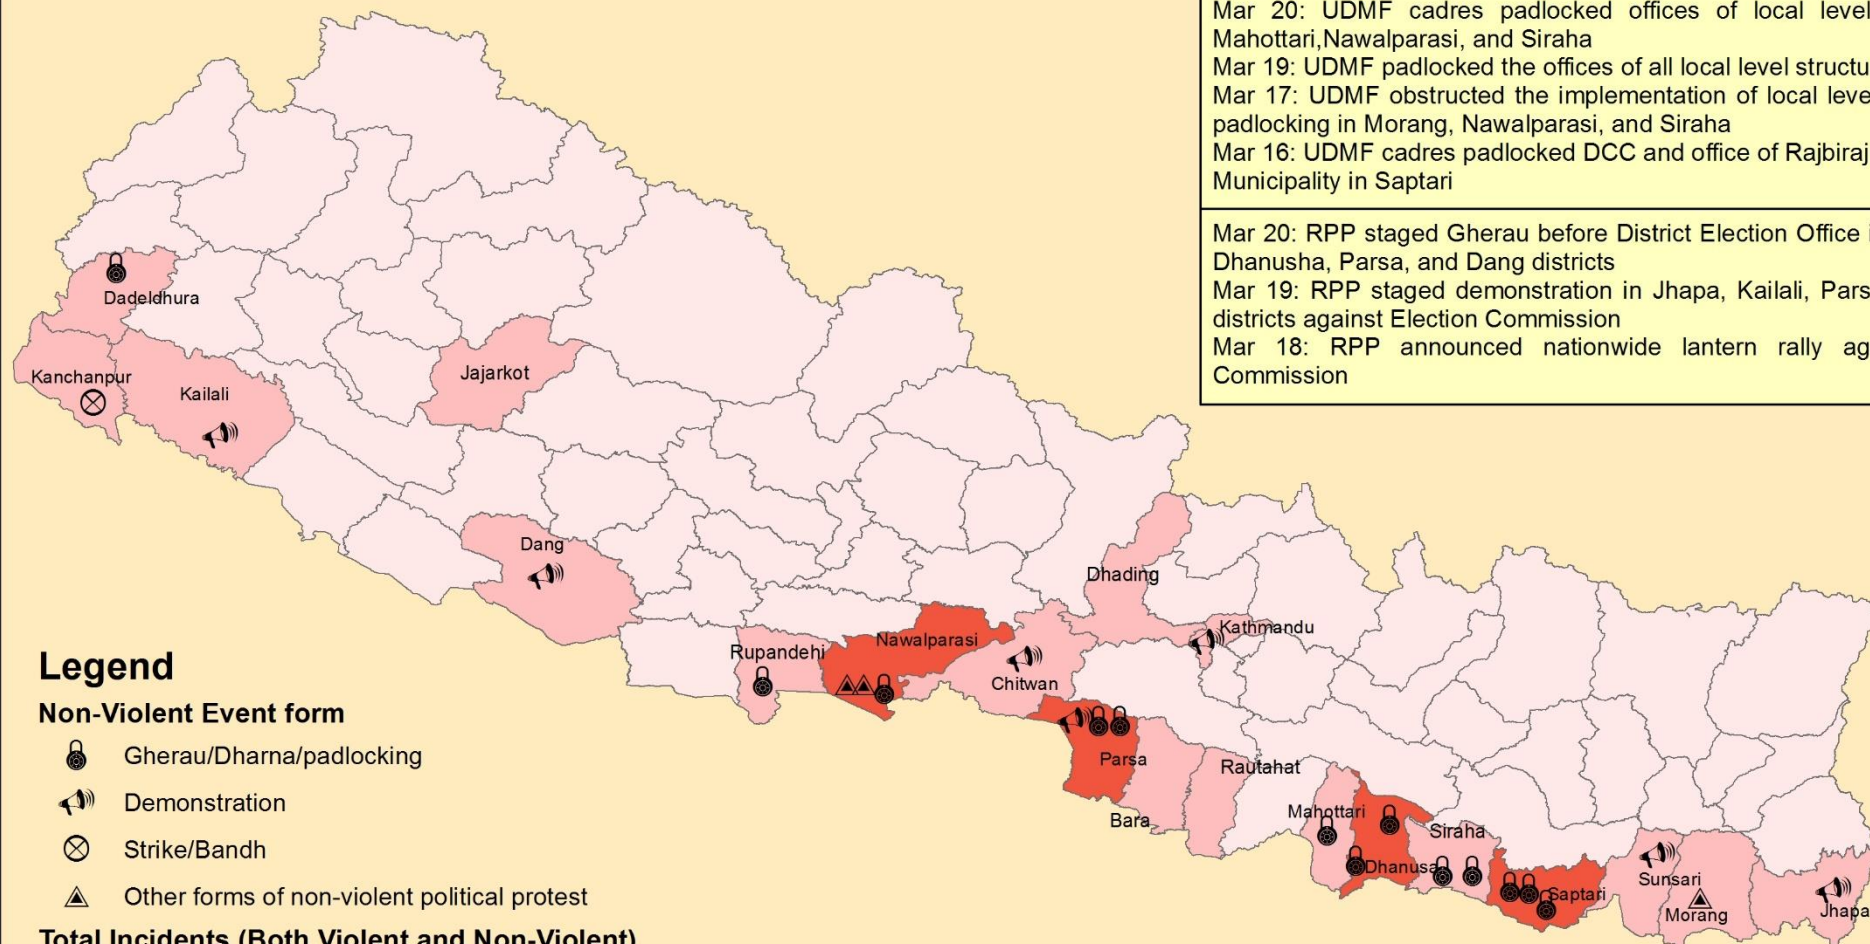 Mar 20: UDMF cadres padlocked offices of local level
Mahottari,Nawalparasi, and Siraha
Mar 19: UDMF padlocked the offices of all local level structu
Mar 17: UDMF obstructed the implementation of local leve
padlocking in Morang, Nawalparasi, and Siraha
Mar 16: UDMF cadres padlocked DCC and office of Rajbiraj
Municipality in Saptari
Mar 20: RPP staged Gherau before District Election Office i
Dhanusha, Parsa, and Dang districts
Mar 19: RPP staged demonstration in Jhapa, Kailali, Pars
districts against Election Commission
Mar 18: RPP announced nationwide lantern rally ag
Commission
Dadeldhura
Kanchanpur
Kailali
Jajarkot
Dang
Dhading
Kathmandu
Nawalparasi
Rupandehi
Chitwan
Parsa
Rautahat
Bara
Mahottari
Siraha
Dhanusa
Saptari
Sunsari
Morang
Jhapa
Legend
Non-Violent Event form
Gherau/Dharna/padlocking
Demonstration
Strike/Bandh
Other forms of non-violent political protest
Total Incidents (Both Violent and Non-Violent)